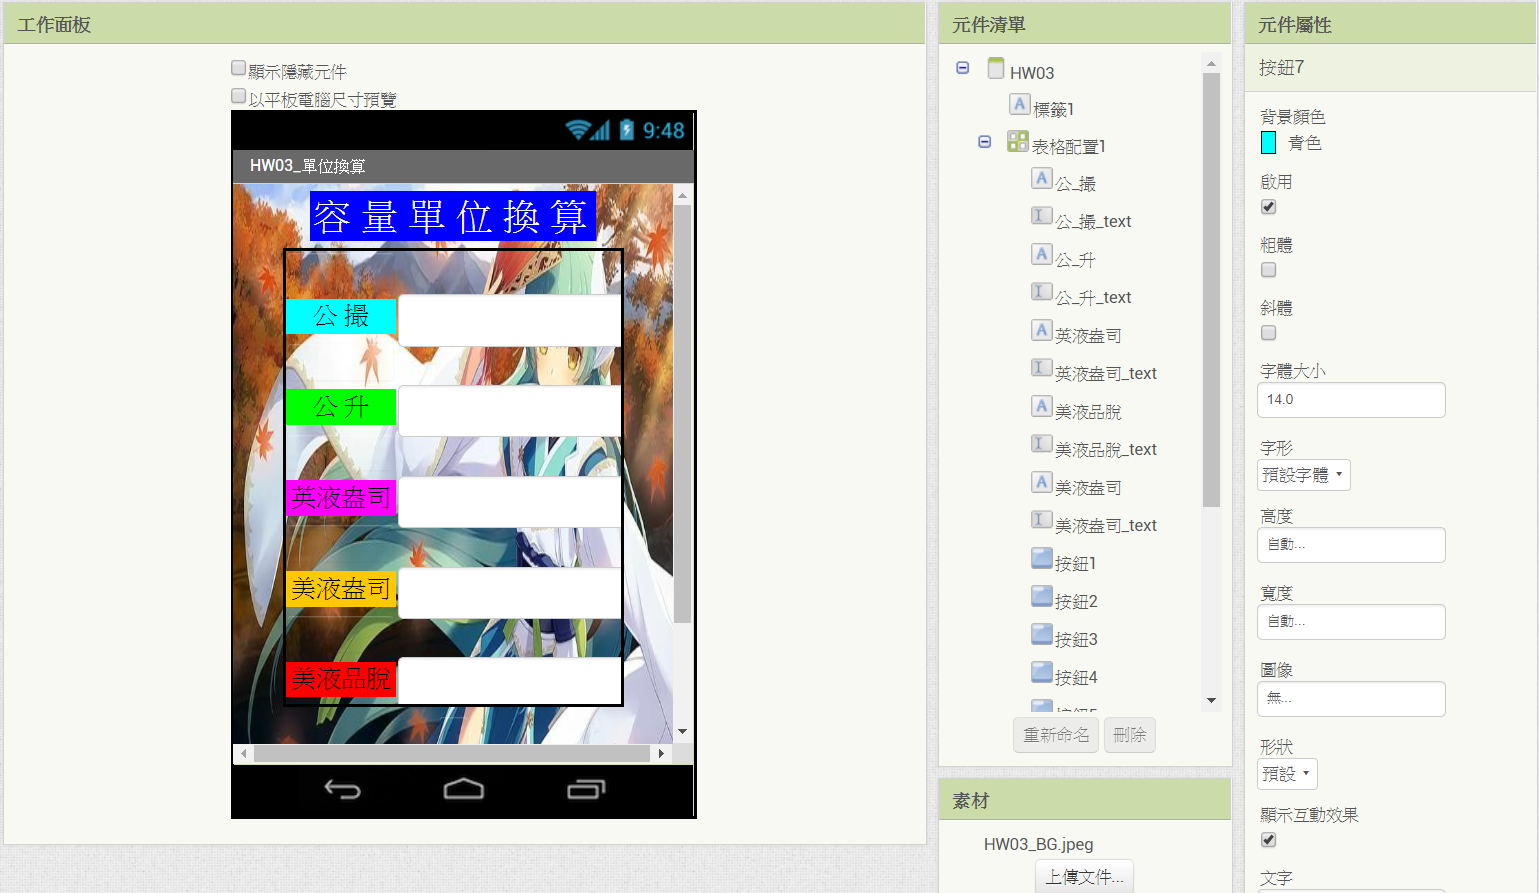 工作面板
顯示隱藏元件
以平板電腦尺寸預覽
9:48
HW03_單位換算
容量單位換算
公撮
公升
英液盎司
美液盎司
美液品脫
元件清單
HW03
標籤1
表格配置1
公_撮
公_撮_text
公_升
公_升_text
英液盎司
英液盎司_text
美液品脫
美液品脫_text
美液盎司
美液盎司_text
按鈕1
按鈕2
按鈕3
按鈕4
按鈕5
重新命名
刪除
素材
HW03_BG.jpeg
上傳文件...
元件屬性
按鈕7
背景顏色
青色
啟用
粗體
斜體
字體大小
14.0
字形
預設字體
高度
自動...
寬度
自動...
圖像
無...
形狀
預設
顯示互動效果
文字